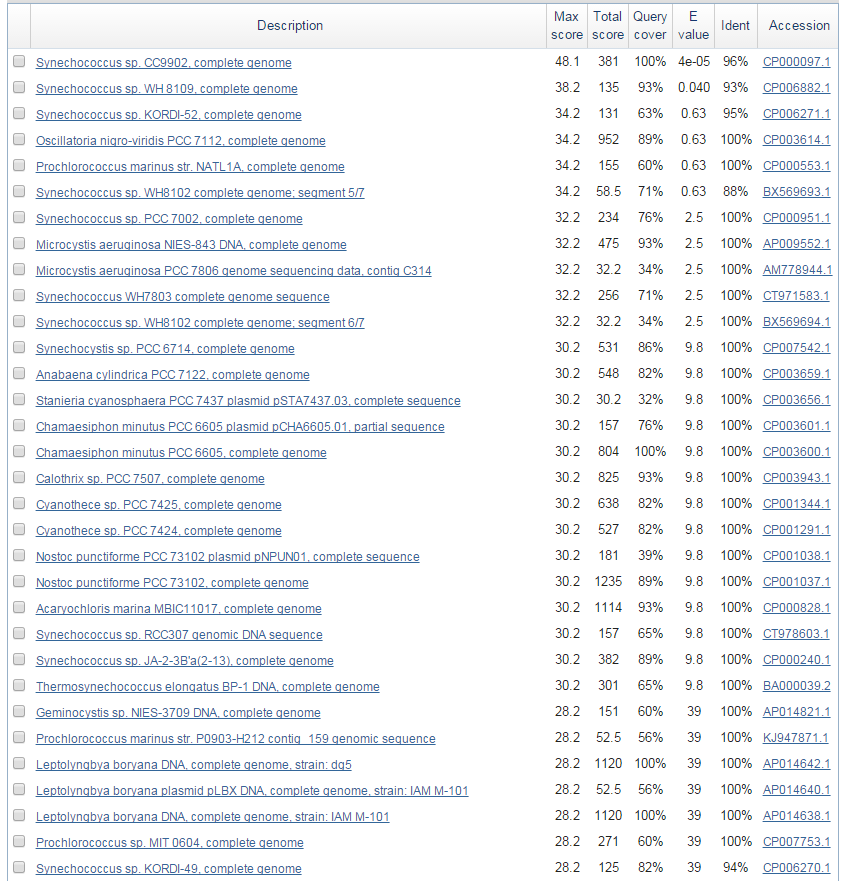 Description Max score Total score Query cover E value Ident Accession
Synechococcus sp. CC9902, complete genome 48.1 381 100% 4e-05 96% CP000097.1
Synechococcus sp. WH 8109, complete genome 38.2 135 93% 0.040 93% CP006882.1
Synechococcus sp. KORDI-52, complete genome 34.2 131 63% 0.63 95% CP006271.1
Oscillatoria nigro-viridis PCC 7112, complete genome 34.2 952 89% 0.63 100% CP003614.1
Prochlorococcus marinus str. NATL1A, complete genome 34.2 155 60% 0.63 100% CP000553.1
Synechococcus sp. WH8102 complete genome; segment 5/7 34.2 58.5 71% 0.63 88% BX569693.1
Synechococcus sp. PCC 7002, complete genome 32.2 234 76% 2.5 100% CP000951.1
Microcystis aeruginosa NIES-843 DNA, complete genome 32.2 475 93% 2.5 100% AP009552.1
Microcystis aeruginosa PCC 7806 genome sequencing data, contig C314 32.2 32.2 34% 2.5 100% AM778944.1
Synechococcus WH7803 complete genome sequence 32.2 256 71% 2.5 100% CT971583.1
Synechococcus sp. WH8102 complete genome; segment 6/7 32.2 32.2 34% 2.5 100% BX569694.1
Synechocystis sp. PCC 6714, complete genome 30.2 531 86% 9.8 100% CP007542.1
Anabaena cylindrica PCC 7122, complete genome 30.2 548 82% 9.8 100% CP003659.1
Stanieria cyanosphaera PCC 7437 plasmid pSTA7437.03, complete sequence 30.2 30.2 32% 9.8 100% CP003656.1
Chamaesiphon minutus PCC 6605 plasmid pCHA6605.01, partial sequence 30.2 157 76% 9.8 100% CP003601.1
Chamaesiphon minutus PCC 6605, complete genome 30.2 804 100% 9.8 100% CP003600.1
Calothrix sp. PCC 7507, complete genome 30.2 825 93% 9.8 100% CP003943.1
Cyanothece sp. PCC 7425, complete genome 30.2 638 82% 9.8 100% CP001344.1
Cyanothece sp. PCC 7424, complete genome 30.2 527 82% 9.8 100% CP001291.1
Nostoc punctiforme PCC 73102 plasmid pNPUN01, complete sequence 30.2 181 39% 9.8 100% CP001038.1
Nostoc punctiforme PCC 73102, complete genome 30.2 1235 89% 9.8 100% CP001037.1
Acaryochloris marina MBIC11017, complete genome 30.2 1114 93% 9.8 100% CP000828.1
Synechococcus sp. RCC307 genomic DNA sequence 30.2 157 65% 9.8 100% CT978603.1
Synechococcus sp. JA-2-3B'a(2-13), complete genome 30.2 382 89% 9.8 100% CP000240.1
Thermosynechococcus elongatus BP-1 DNA, complete genome 30.2 301 65% 9.8 100% BA000039.2
Geminocystis sp. NIES-3709 DNA, complete genome 28.2 151 60% 39 100% AP014821.1
Prochlorococcus marinus str. P0903-H212 contig_159 genomic sequence 28.2 52.5 56% 39 100% KJ947871.1
Leptolyngbya boryana DNA, complete genome, strain: dg5 28.2 1120 100% 39 100% AP014642.1
Leptolyngbya boryana plasmid pLBX DNA, complete genome, strain: IAM M-101 28.2 52.5 56% 39 100% AP014640.1
Leptolyngbya boryana DNA, complete genome, strain: IAM M-101 28.2 1120 100% 39 100% AP014638.1
Prochlorococcus sp. MIT 0604, complete genome 28.2 271 60% 39 100% CP007753.1
Synechococcus sp. KORDI-49, complete genome 28.2 125 82% 39 94% CP006270.1